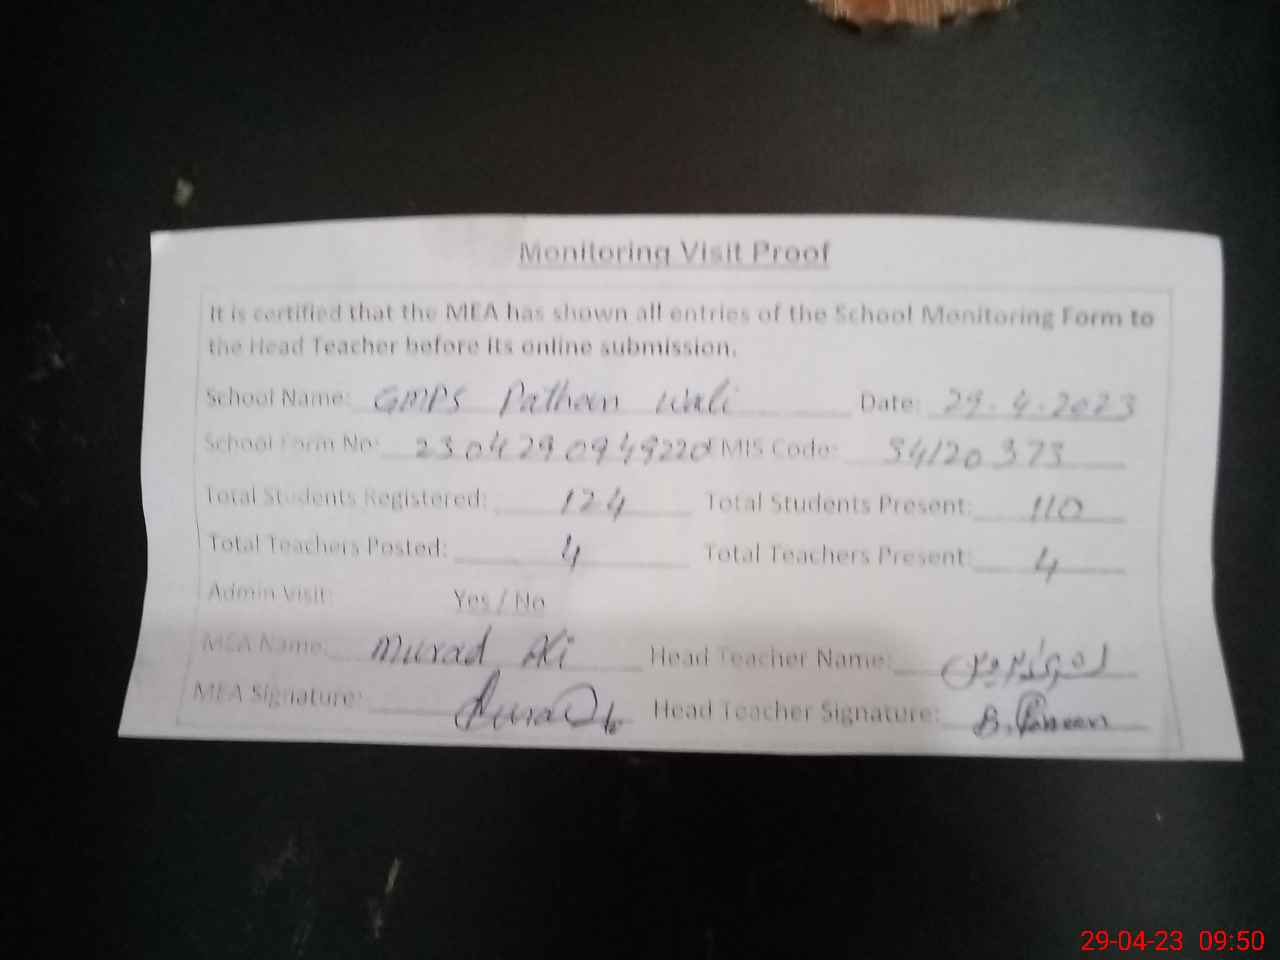 Monitoring Visit Proof
It is certified that the MEA has shown all entries of the School Monitoring Form to
the Head Teacher before its online submission.
School Name: GMPS Pathan Wali Date: 29.4.2023
School Form No: 230429094922 MIS Code: 34120373
Total Students Registered: 124 Total Students Present: 110
Total Teachers Posted: 4 Total Teachers Present: 4
Admin Visit: Yes / No
MEA Name: Murad Ali Head Teacher Name: پروین
MEA Signature: Head Teacher Signature: B. Parveen
29-04-23 09:50